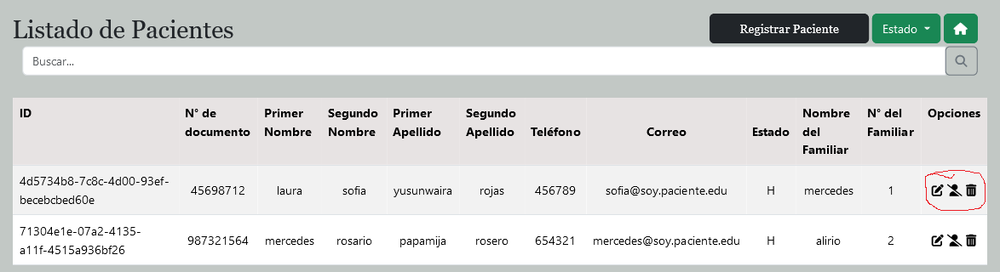 Listado de Pacientes
Registrar Paciente
Estado
Buscar...
ID
N° de documento
Primer Nombre
Segundo Nombre
Primer Apellido
Segundo Apellido
Teléfono
Correo
Estado
Nombre del Familiar
N° del Familiar
Opciones
4d5734b8-7c8c-4d00-93ef-
becebcbed60e
45698712
laura
sofia
yusunwaira
rojas
456789
sofia@soy.paciente.edu
H
mercedes
1
71304e1e-07a2-4135-
a11f-4515a936bf26
987321564
mercedes
rosario
papamija
rosero
654321
mercedes@soy.paciente.edu
H
alirio
2